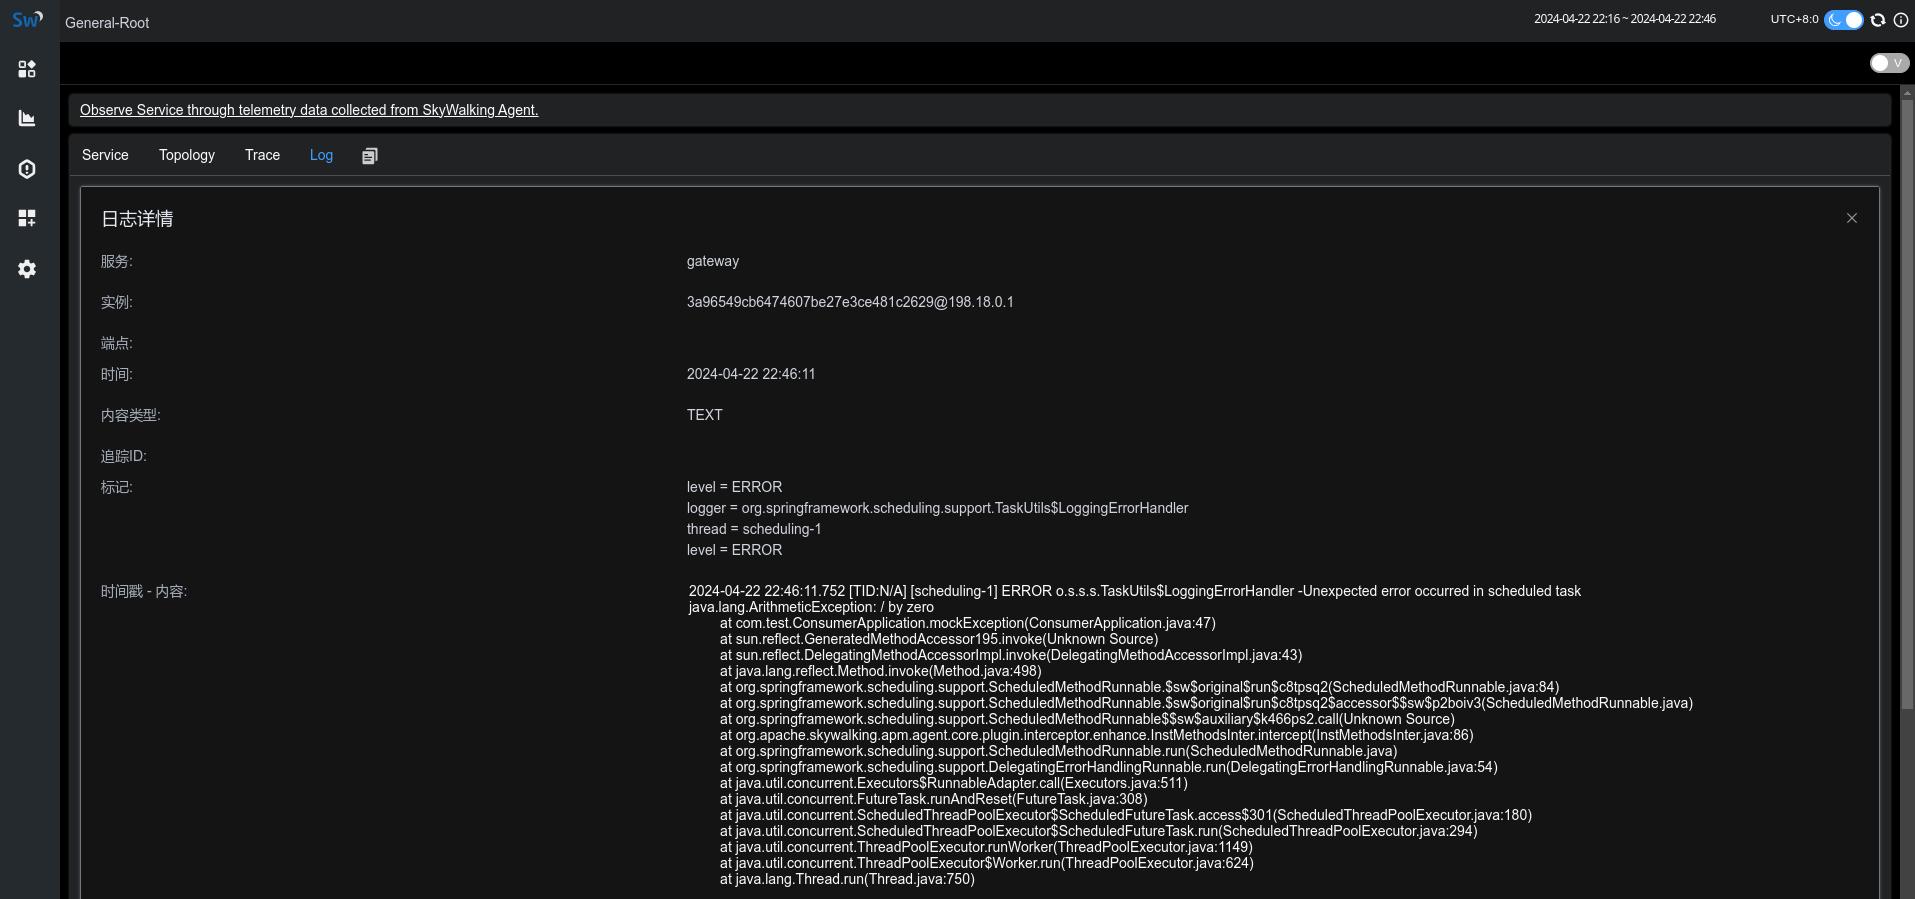 Sw
General-Root
2024-04-22 22:16 ~ 2024-04-22 22:46
UTC+8:0
V
Observe Service through telemetry data collected from SkyWalking Agent.
Service Topology Trace Log
日志详情
服务: gateway
实例: 3a96549cb6474607be27e3ce481c2629@198.18.0.1
端点:
时间: 2024-04-22 22:46:11
内容类型: TEXT
追踪ID:
标记: level = ERROR
logger = org.springframework.scheduling.support.TaskUtils$LoggingErrorHandler
thread = scheduling-1
level = ERROR
时间戳 - 内容: 2024-04-22 22:46:11.752 [TID:N/A] [scheduling-1] ERROR o.s.s.s.TaskUtils$LoggingErrorHandler -Unexpected error occurred in scheduled task
java.lang.ArithmeticException: / by zero
at com.test.ConsumerApplication.mockException(ConsumerApplication.java:47)
at sun.reflect.GeneratedMethodAccessor195.invoke(Unknown Source)
at sun.reflect.DelegatingMethodAccessorImpl.invoke(DelegatingMethodAccessorImpl.java:43)
at java.lang.reflect.Method.invoke(Method.java:498)
at org.springframework.scheduling.support.ScheduledMethodRunnable.$sw$original$run$c8tpsq2(ScheduledMethodRunnable.java:84)
at org.springframework.scheduling.support.ScheduledMethodRunnable.$sw$original$run$c8tpsq2$accessor$$sw$p2boiv3(ScheduledMethodRunnable.java)
at org.springframework.scheduling.support.ScheduledMethodRunnable$$sw$auxiliary$k466ps2.call(Unknown Source)
at org.apache.skywalking.apm.agent.core.plugin.interceptor.enhance.InstMethodsInter.intercept(InstMethodsInter.java:86)
at org.springframework.scheduling.support.ScheduledMethodRunnable.run(ScheduledMethodRunnable.java)
at org.springframework.scheduling.support.DelegatingErrorHandlingRunnable.run(DelegatingErrorHandlingRunnable.java:54)
at java.util.concurrent.Executors$RunnableAdapter.call(Executors.java:511)
at java.util.concurrent.FutureTask.runAndReset(FutureTask.java:308)
at java.util.concurrent.ScheduledThreadPoolExecutor$ScheduledFutureTask.access$301(ScheduledThreadPoolExecutor.java:180)
at java.util.concurrent.ScheduledThreadPoolExecutor$ScheduledFutureTask.run(ScheduledThreadPoolExecutor.java:294)
at java.util.concurrent.ThreadPoolExecutor.runWorker(ThreadPoolExecutor.java:1149)
at java.util.concurrent.ThreadPoolExecutor$Worker.run(ThreadPoolExecutor.java:624)
at java.lang.Thread.run(Thread.java:750)